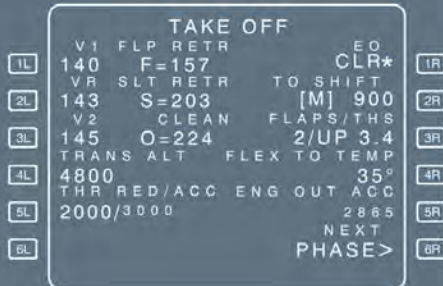 TAKE OFF
V1 FLP RETR EO
1L 140 F=157 CLR* 1R
VR SLT RETR TO SHIFT
2L 143 S=203 [M] 900 2R
V2 CLEAN FLAPS/THS
3L 145 O=224 2/UP 3.4 3R
TRANS ALT FLEX TO TEMP
4L 4800 35° 4R
THR RED/ACC ENG OUT ACC
5L 2000/3000 2865 5R
NEXT
6L PHASE> 6R